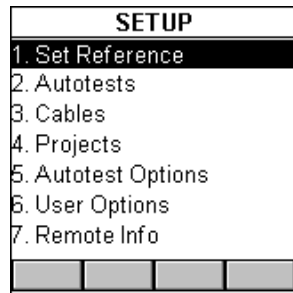 SETUP
1. Set Reference
2. Autotests
3. Cables
4. Projects
5. Autotest Options
6. User Options
7. Remote Info